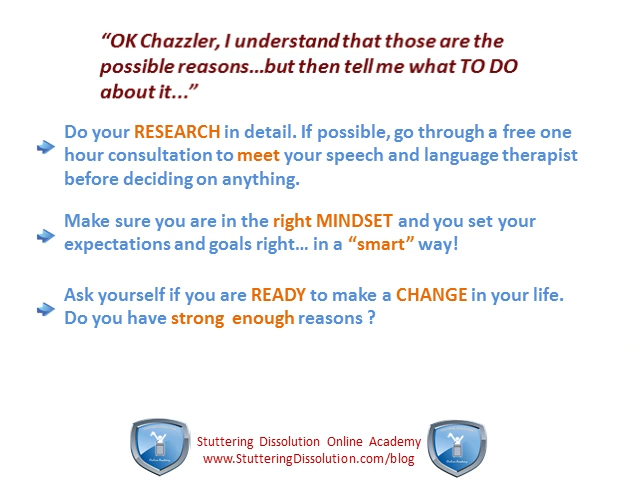 “OK Chazzler, I understand that those are the
possible reasons…but then tell me what TO DO
about it...”
Do your RESEARCH in detail. If possible, go through a free one
hour consultation to meet your speech and language therapist
before deciding on anything.
Make sure you are in the right MINDSET and you set your
expectations and goals right… in a “smart” way!
Ask yourself if you are READY to make a CHANGE in your life.
Do you have strong enough reasons ?
Stuttering Dissolution Online Academy
www.StutteringDissolution.com/blog